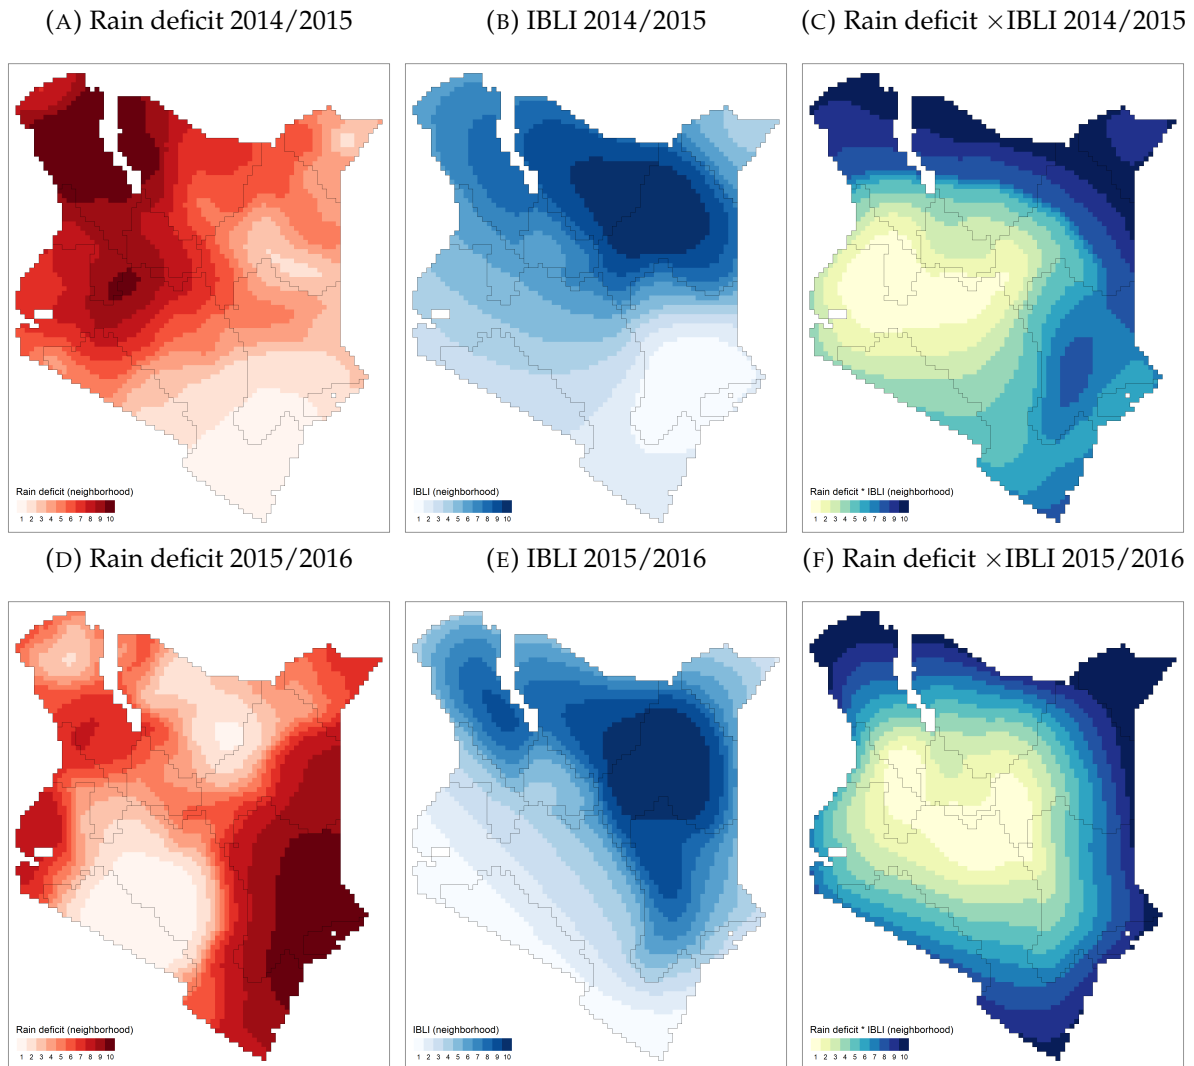 (A) Rain deficit 2014/2015
(B) IBLI 2014/2015
(C) Rain deficit ×IBLI 2014/2015
Rain deficit (neighborhood)
1 2 3 4 5 6 7 8 9 10
IBLI (neighborhood)
1 2 3 4 5 6 7 8 9 10
Rain deficit * IBLI (neighborhood)
1 2 3 4 5 6 7 8 9 10
(D) Rain deficit 2015/2016
(E) IBLI 2015/2016
(F) Rain deficit ×IBLI 2015/2016
Rain deficit (neighborhood)
1 2 3 4 5 6 7 8 9 10
IBLI (neighborhood)
1 2 3 4 5 6 7 8 9 10
Rain deficit * IBLI (neighborhood)
1 2 3 4 5 6 7 8 9 10